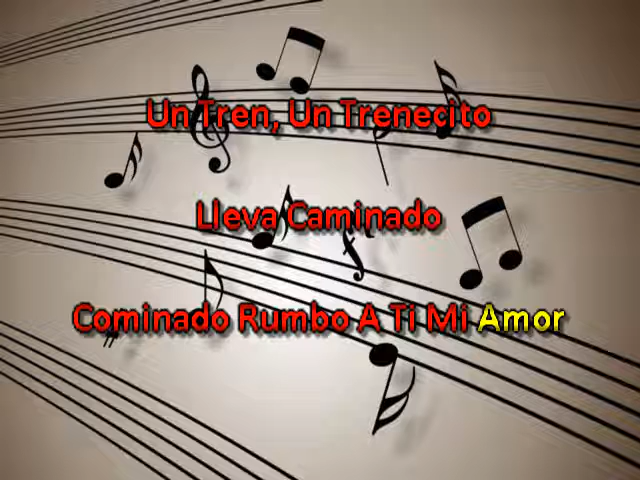 Un Tren, Un Trenecito
Lleva Caminado
Cominado Rumbo A Ti Mi Amor